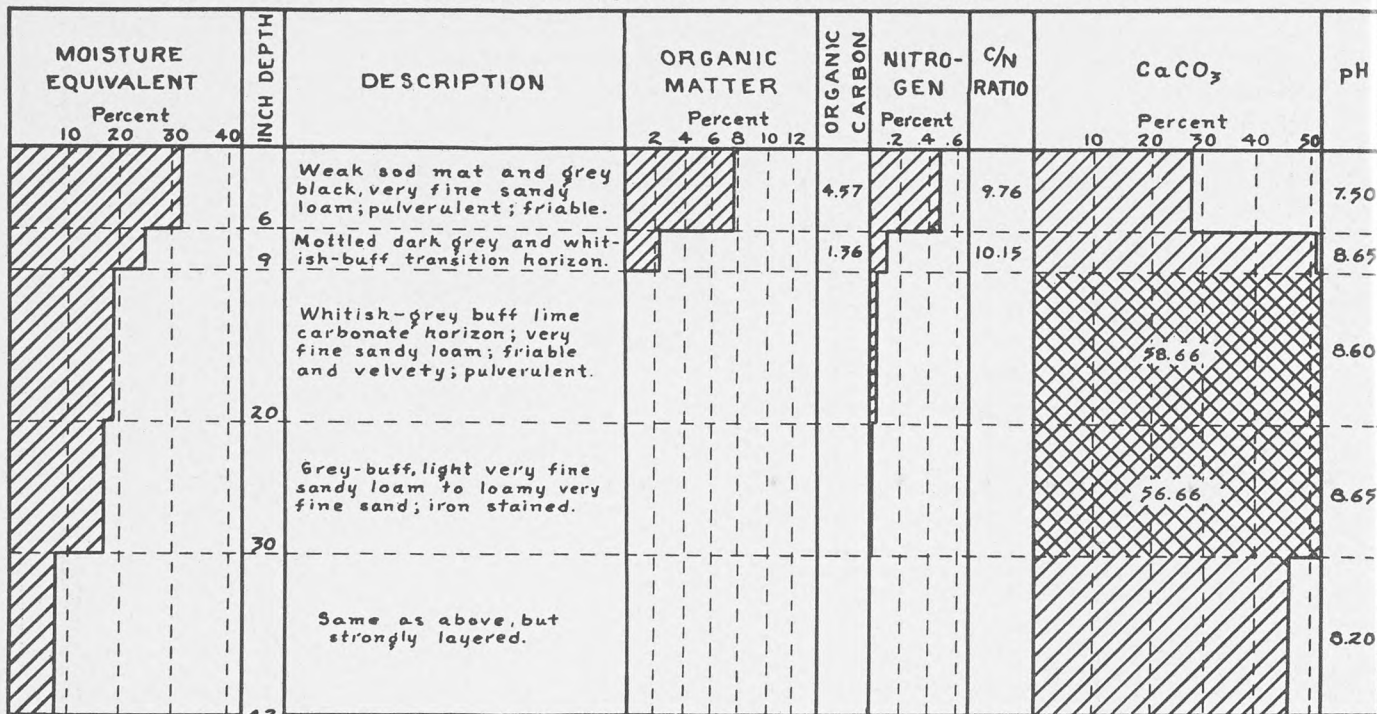 MOISTURE
EQUIVALENT
Percent
10 20 30 40
INCH DEPTH
DESCRIPTION
ORGANIC
MATTER
Percent
2 4 6 8 10 12
ORGANIC
CARBON
NITRO-
GEN
Percent
.2 .4 .6
C/N
RATIO
CaCO3
Percent
10 20 30 50
pH
Weak sod mat and grey
black, very fine sandy
loam; pulverulent; friable.
4.57
9.76
7.50
6
Mottled dark grey and whit-
ish-buff transition horizon.
1.36
10.15
8.65
9
Whitish-grey buff lime
carbonate horizon; very
fine sandy loam; friable
and velvety; pulverulent.
58.66
8.60
20
Grey-buff, light very fine
sandy loam to loamy very
fine sand; iron stained.
56.66
8.65
30
Same as above, but
strongly layered.
8.20